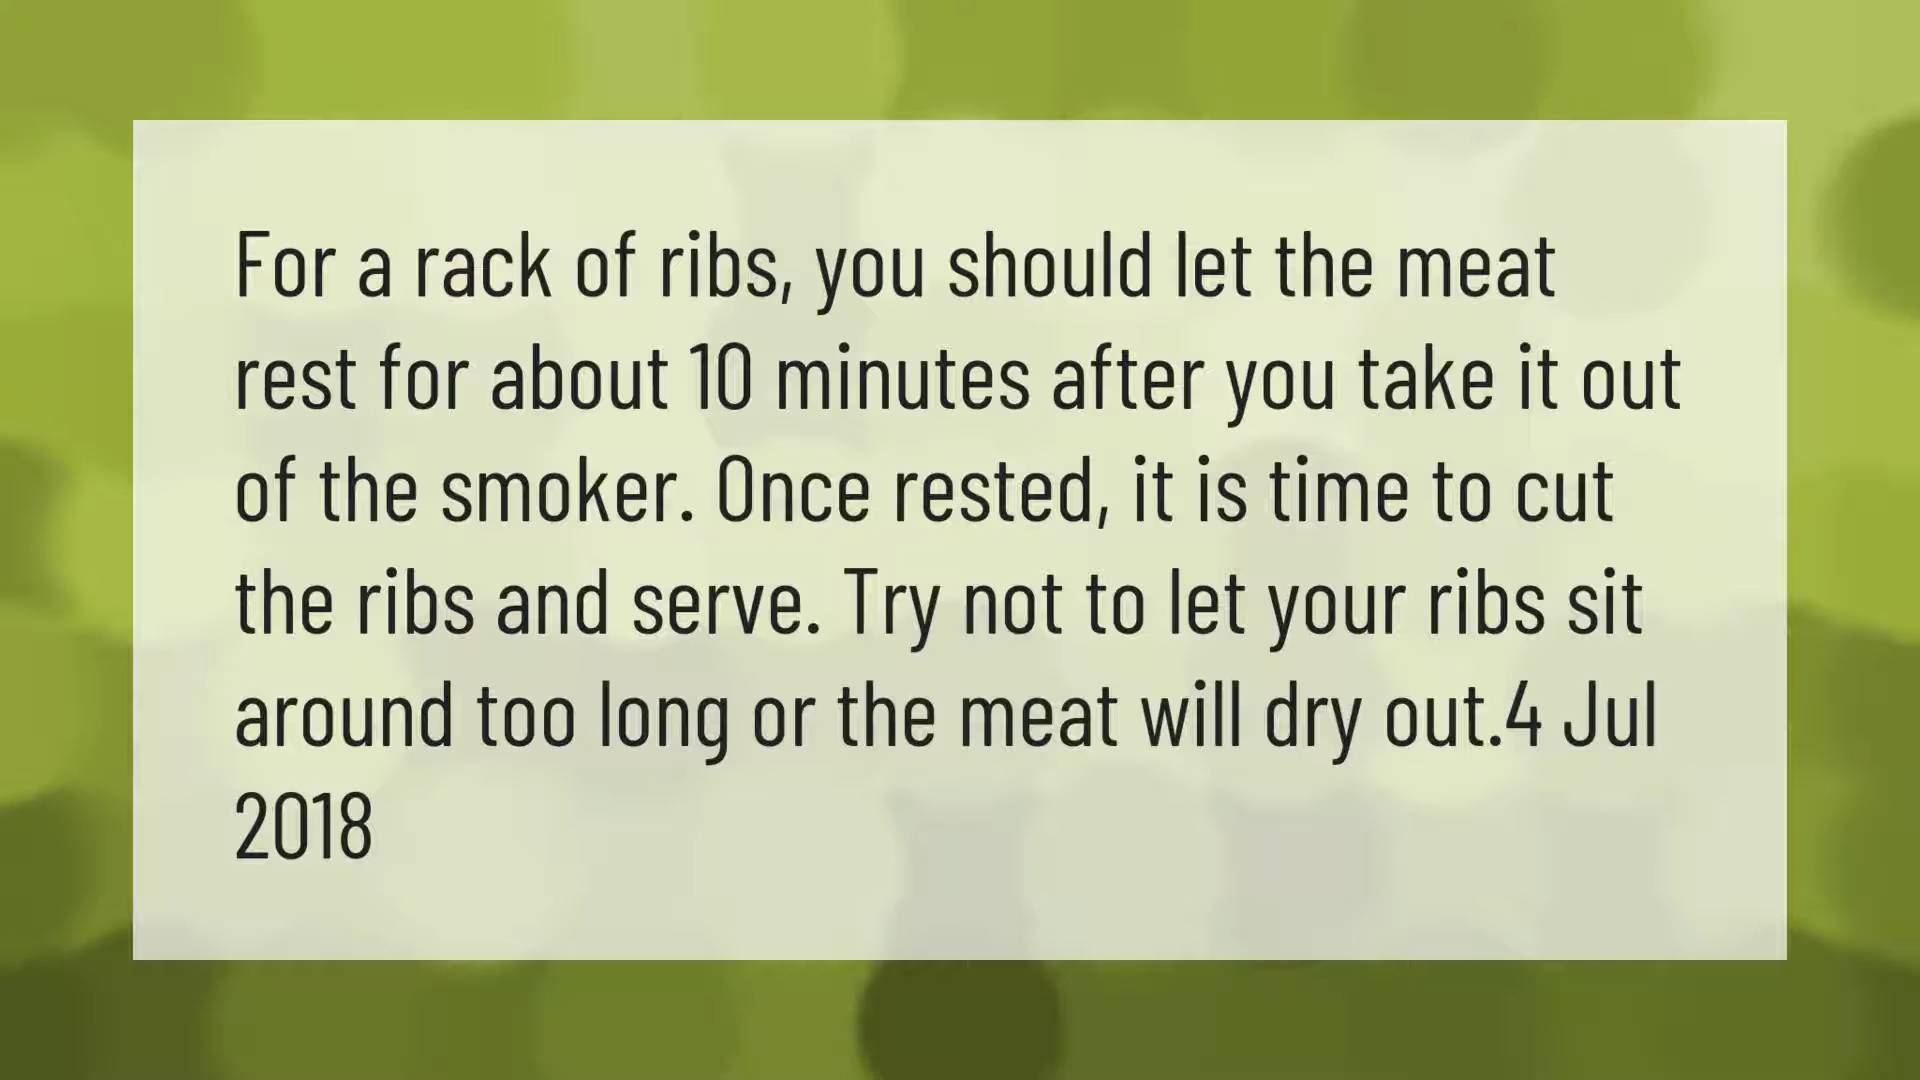 For a rack of ribs, you should let the meat
rest for about 10 minutes after you take it out
of the smoker. Once rested, it is time to cut
the ribs and serve. Try not to let your ribs sit
around too long or the meat will dry out.4 Jul
2018